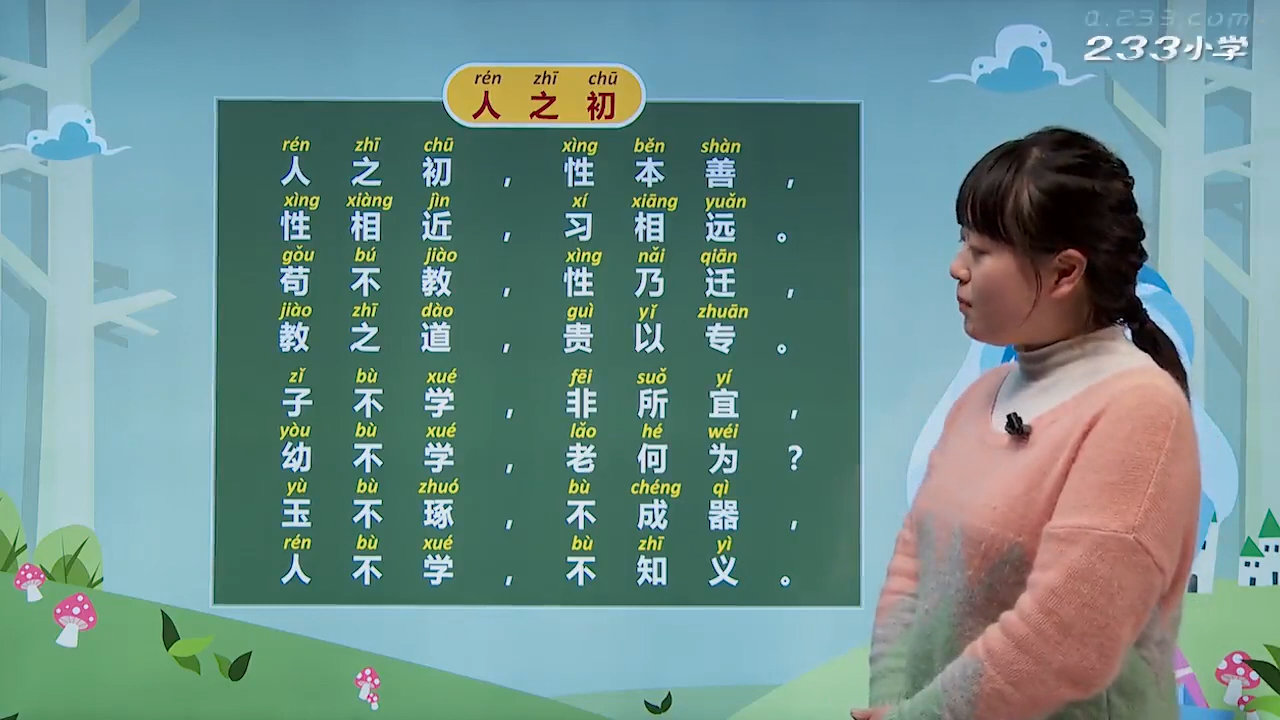 a.233.com
233小学
rén zhī chū
人之初
rén zhī chū xìng běn shàn
人之初，性本善，
xìng xiàng jìn xí xiāng yuǎn
性相近，习相远。
gǒu bú jiào xìng nǎi qiān
苟不教，性乃迁，
jiào zhī dào guì yǐ zhuān
教之道，贵以专。
zǐ bù xué fēi suǒ yí
子不学，非所宜，
yòu bù xué lǎo hé wéi
幼不学，老何为？
yù bù zhuó bù chéng qì
玉不琢，不成器，
rén bù xué bù zhī yì
人不学，不知义。